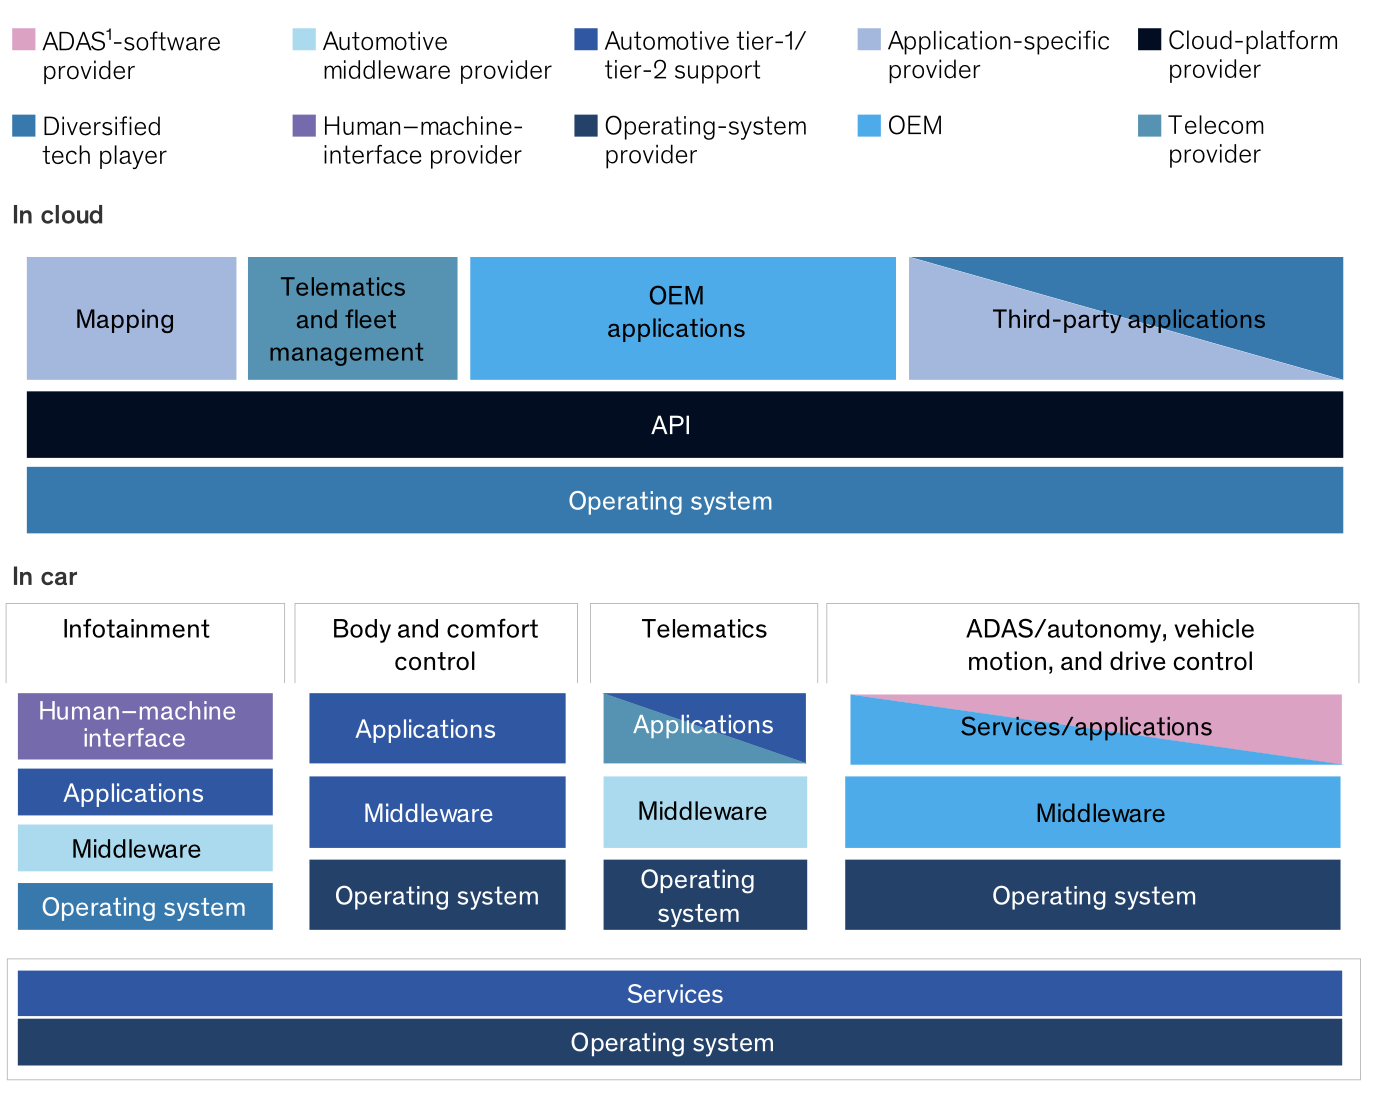 ADAS¹-software
provider
Automotive
middleware provider
Automotive tier-1/
tier-2 support
Application-specific
provider
Cloud-platform
provider
Diversified
tech player
Human–machine-
interface provider
Operating-system
provider
OEM
Telecom
provider
In cloud
Mapping
Telematics
and fleet
management
OEM
applications
Third-party applications
API
Operating system
In car
Infotainment
Body and comfort
control
Telematics
ADAS/autonomy, vehicle
motion, and drive control
Human–machine
interface
Applications
Middleware
Operating system
Applications
Middleware
Operating system
Applications
Middleware
Operating
system
Services/applications
Middleware
Operating system
Services
Operating system